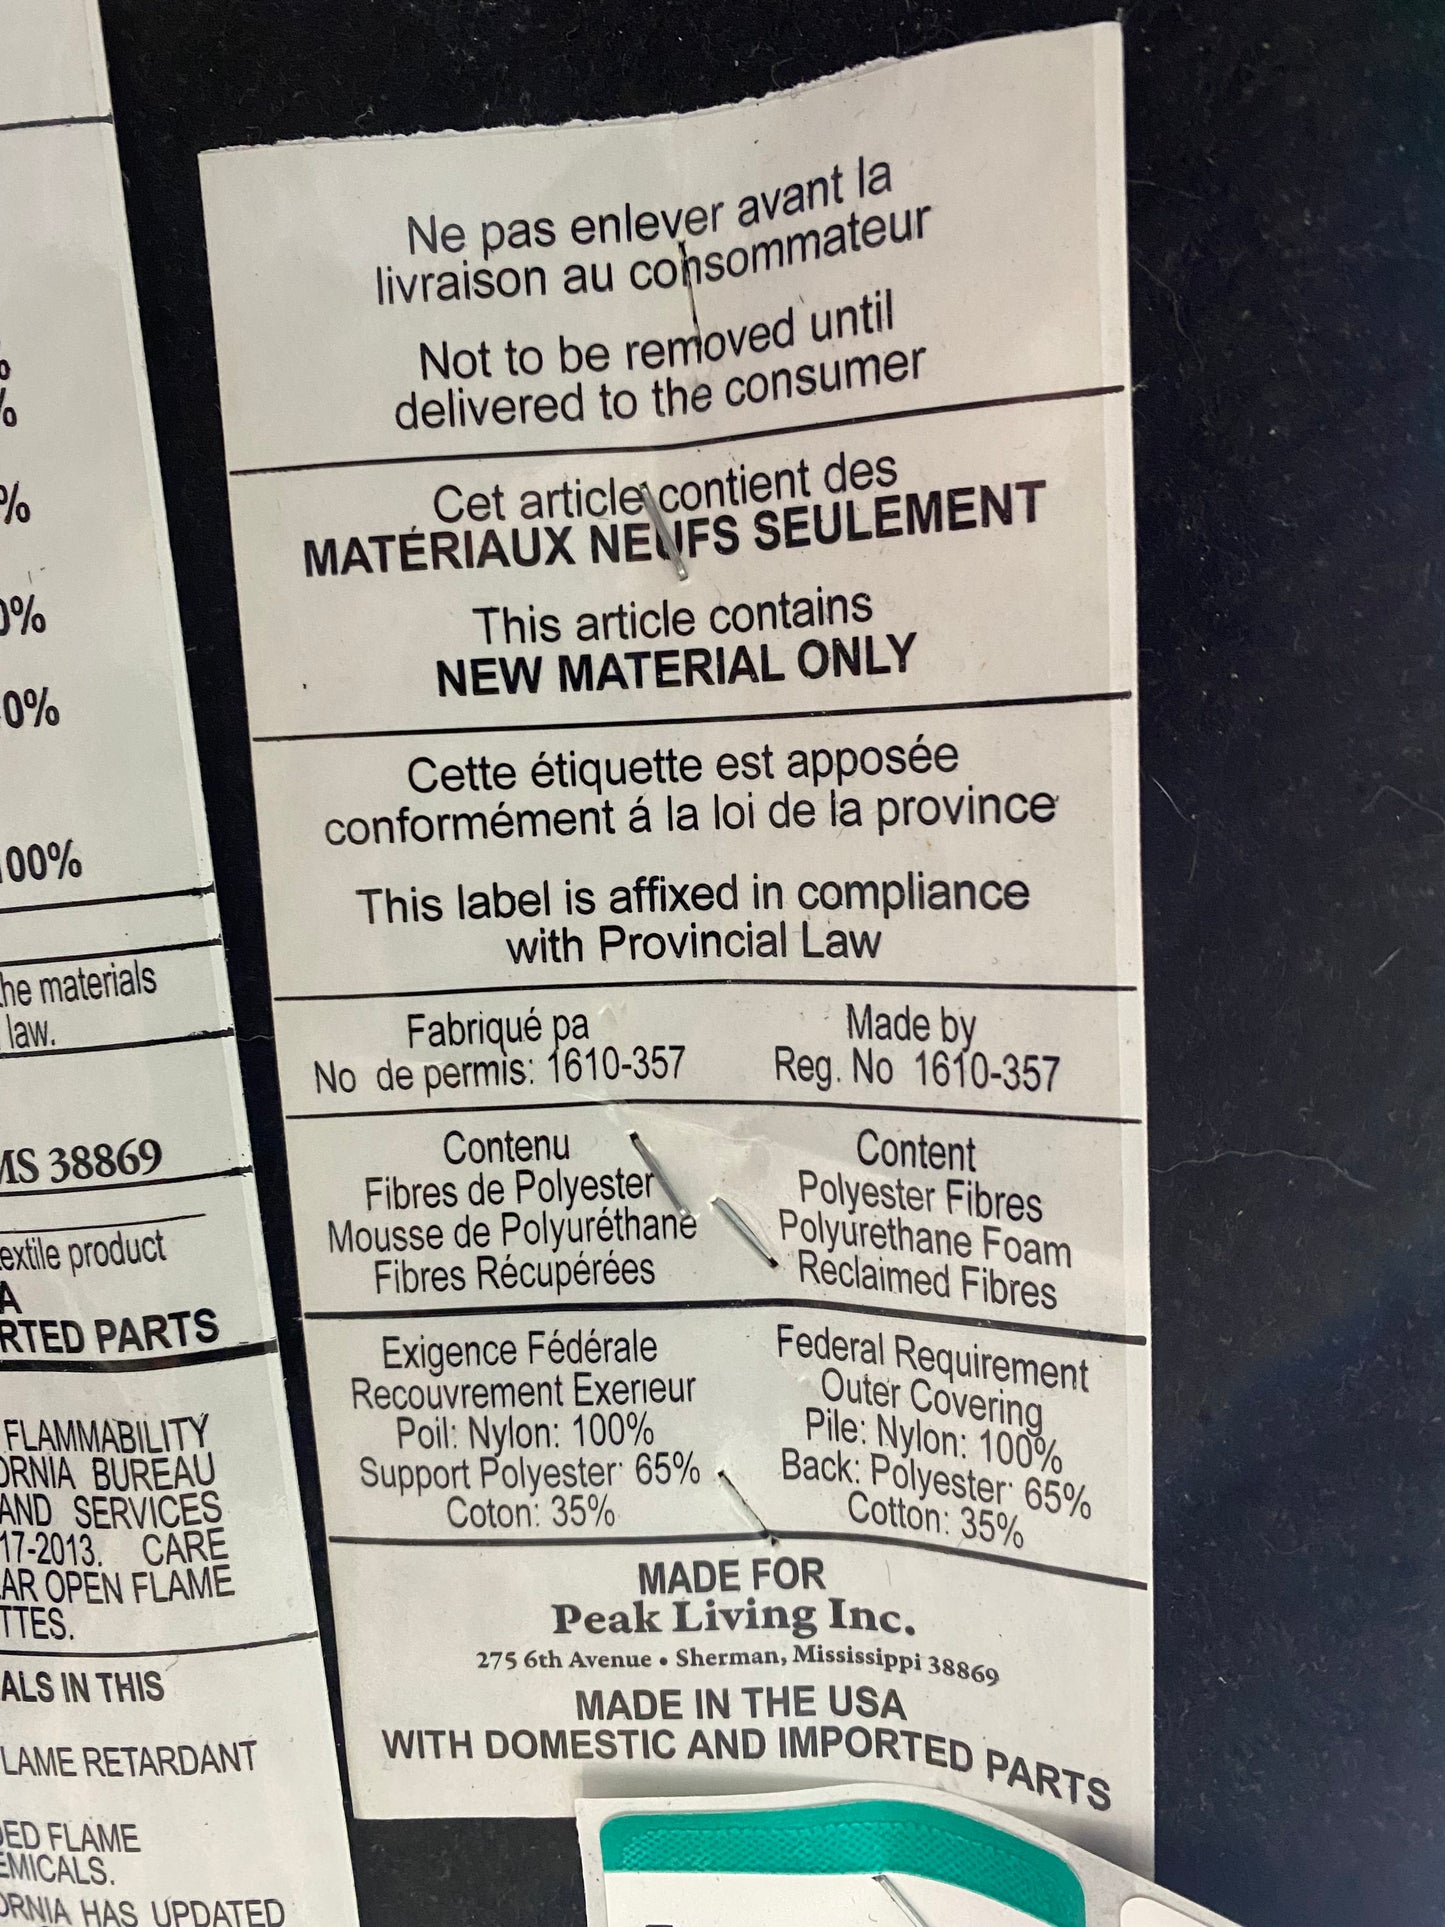 %
%
%
0%
0%
00%
he materials
law.
MS 38869
extile product
A
RTED PARTS
FLAMMABILITY
ORNIA BUREAU
AND SERVICES
17-2013. CARE
AR OPEN FLAME
TTES.
ALS IN THIS
LAME RETARDANT
DED FLAME
EMICALS.
ORNIA HAS UPDATED
Ne pas enlever avant la
livraison au consommateur
Not to be removed until
delivered to the consumer
Cet article contient des
MATÉRIAUX NEUFS SEULEMENT
This article contains
NEW MATERIAL ONLY
Cette étiquette est apposée
conformément á la loi de la province
This label is affixed in compliance
with Provincial Law
Fabriqué pa
No de permis: 1610-357
Made by
Reg. No 1610-357
Contenu
Fibres de Polyester
Mousse de Polyuréthane
Fibres Récupérées
Content
Polyester Fibres
Polyurethane Foam
Reclaimed Fibres
Exigence Fédérale
Recouvrement Exerieur
Poil: Nylon: 100%
Support Polyester: 65%
Coton: 35%
Federal Requirement
Outer Covering
Pile: Nylon: 100%
Back: Polyester: 65%
Cotton: 35%
MADE FOR
Peak Living Inc.
275 6th Avenue • Sherman, Mississippi 38869
MADE IN THE USA
WITH DOMESTIC AND IMPORTED PARTS